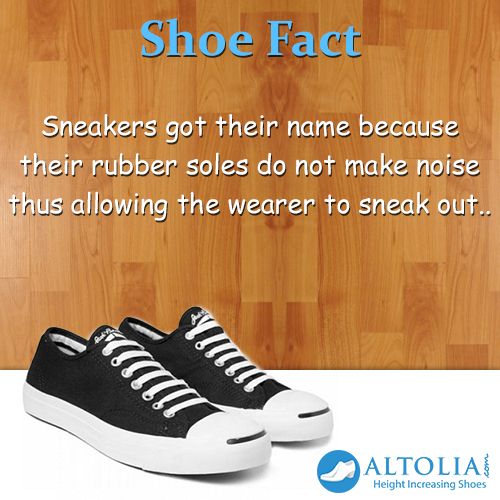 Shoe Fact
Sneakers got their name because
their rubber soles do not make noise
thus allowing the wearer to sneak out..
ALTOLIA.com
Height Increasing Shoes